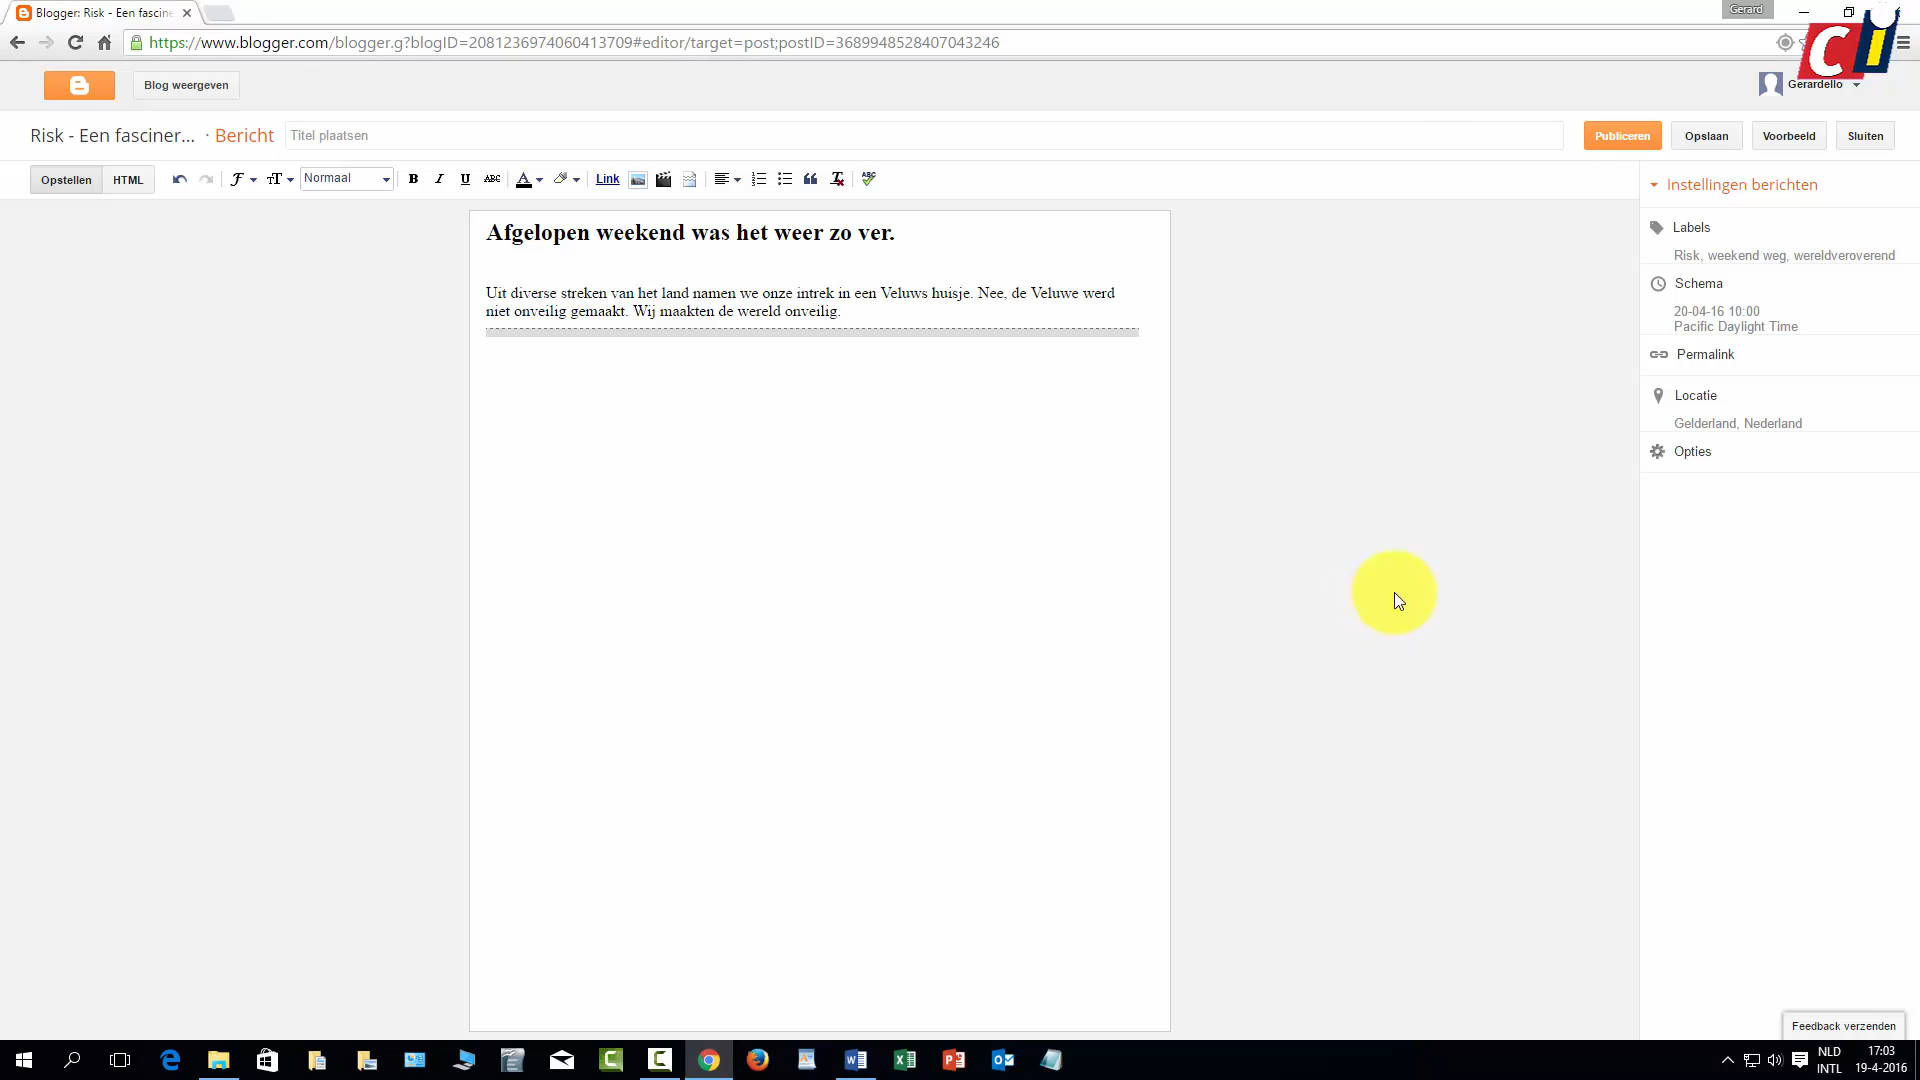 Blogger: Risk - Een fascine
Gerard
https://www.blogger.com/blogger.g?blogID=2081236974060413709#editor/target=post;postID=3689948528407043246
Ci
Blog weergeven
Gerardello
Risk - Een fasciner... · Bericht
Titel plaatsen
Publiceren
Opslaan
Voorbeeld
Sluiten
Opstellen
HTML
Normaal
B I U ABC
A
Link
Instellingen berichten
Labels
Risk, weekend weg, wereldveroverend
Schema
20-04-16 10:00
Pacific Daylight Time
Permalink
Locatie
Gelderland, Nederland
Opties
Afgelopen weekend was het weer zo ver.
Uit diverse streken van het land namen we onze intrek in een Veluws huisje. Nee, de Veluwe werd
niet onveilig gemaakt. Wij maakten de wereld onveilig.
Feedback verzenden
NLD
INTL
17:03
19-4-2016